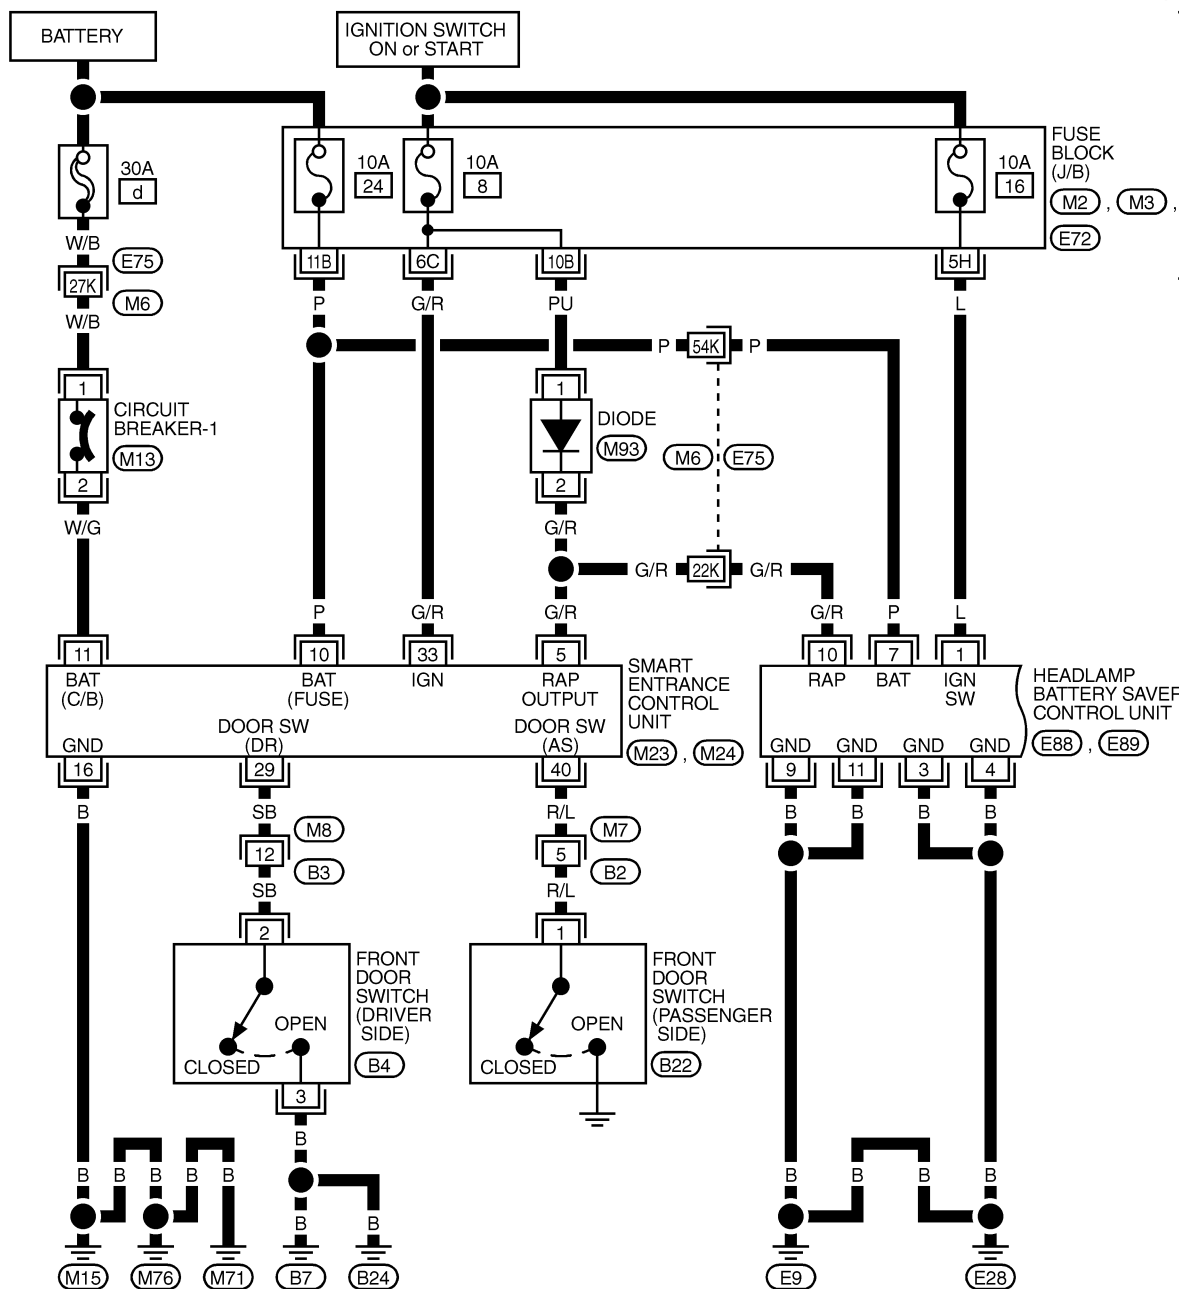 BATTERY
IGNITION SWITCH
ON or START
30A
d
10A
24
10A
8
10A
16
FUSE
BLOCK
(J/B)
M2 , M3 ,
E72
W/B
E75
27K
M6
W/B
11B
6C
10B
5H
P
G/R
PU
L
P
54K
P
1
CIRCUIT
BREAKER-1
M13
2
W/G
1
DIODE
M93
2
M6
E75
G/R
G/R
22K
G/R
P
G/R
G/R
G/R
P
L
11
10
33
5
10
7
1
BAT
(C/B)
BAT
(FUSE)
IGN
RAP
OUTPUT
DOOR SW
(DR)
DOOR SW
(AS)
GND
SMART
ENTRANCE
CONTROL
UNIT
M23 , M24
RAP
BAT
IGN
SW
GND
GND
GND
GND
HEADLAMP
BATTERY SAVER
CONTROL UNIT
E88 , E89
16
29
40
9
11
3
4
B
SB
R/L
B
B
B
B
M8
12
B3
SB
M7
5
B2
R/L
2
FRONT
DOOR
SWITCH
(DRIVER
SIDE)
B4
OPEN
CLOSED
3
1
FRONT
DOOR
SWITCH
(PASSENGER
SIDE)
B22
OPEN
CLOSED
B
B
B
B
B
B
B
B
B
B
B
M15
M76
M71
B7
B24
E9
E28